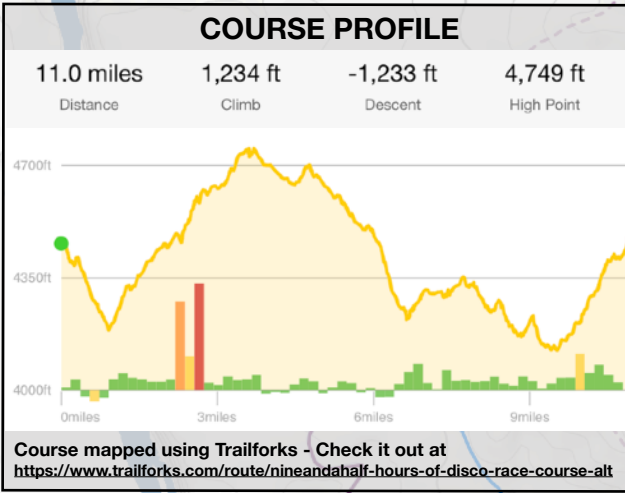 COURSE PROFILE
11.0 miles 1,234 ft -1,233 ft 4,749 ft
Distance Climb Descent High Point
4700ft
4350ft
4000ft
0miles 3miles 6miles 9miles
Course mapped using Trailforks - Check it out at
https://www.trailforks.com/route/nineandahalf-hours-of-disco-race-course-alt